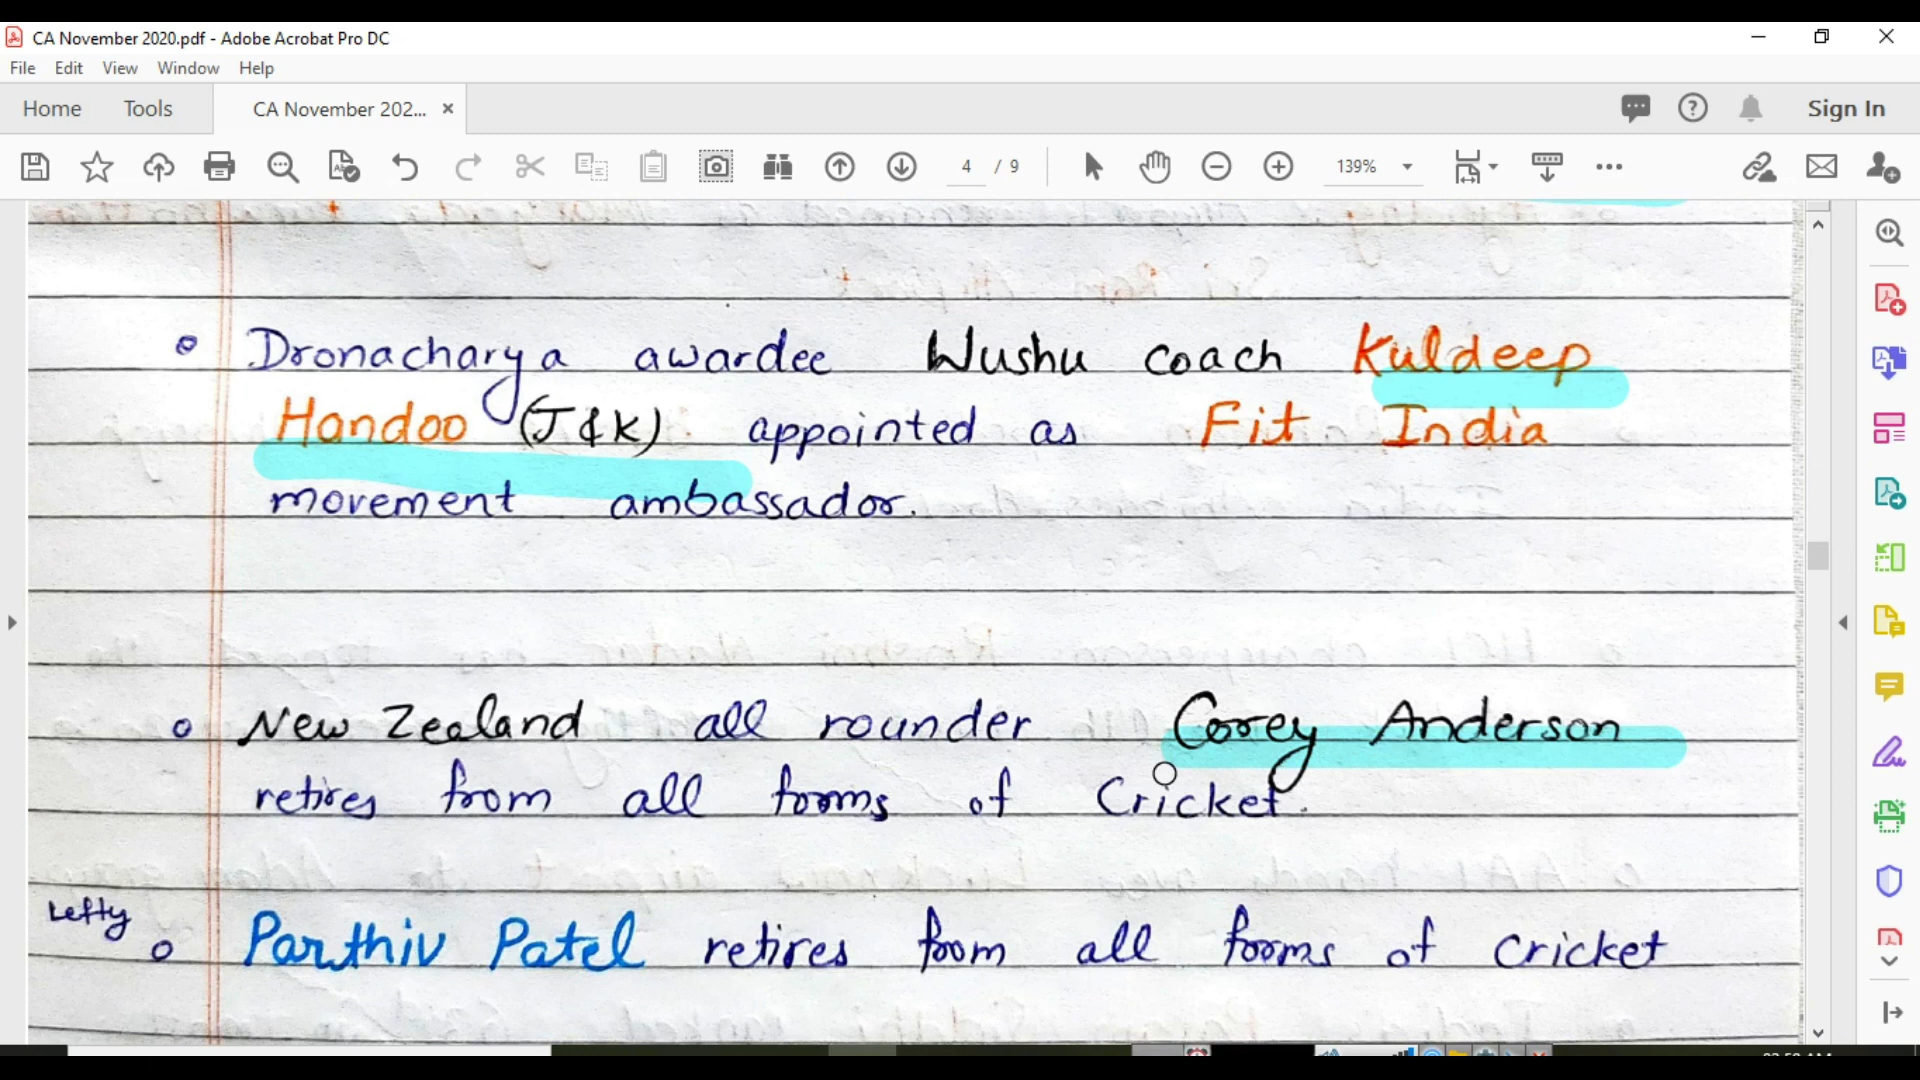 CA November 2020.pdf - Adobe Acrobat Pro DC
File Edit View Window Help
Home Tools CA November 202... × Sign In
4 / 9 139%
Dronacharya awardee Wushu coach Kuldeep
Handoo (J&K) appointed as Fit India
movement ambassador.
New Zealand all rounder Corey Anderson
retires from all forms of Cricket.
Lefty
Parthiv Patel retires from all forms of cricket